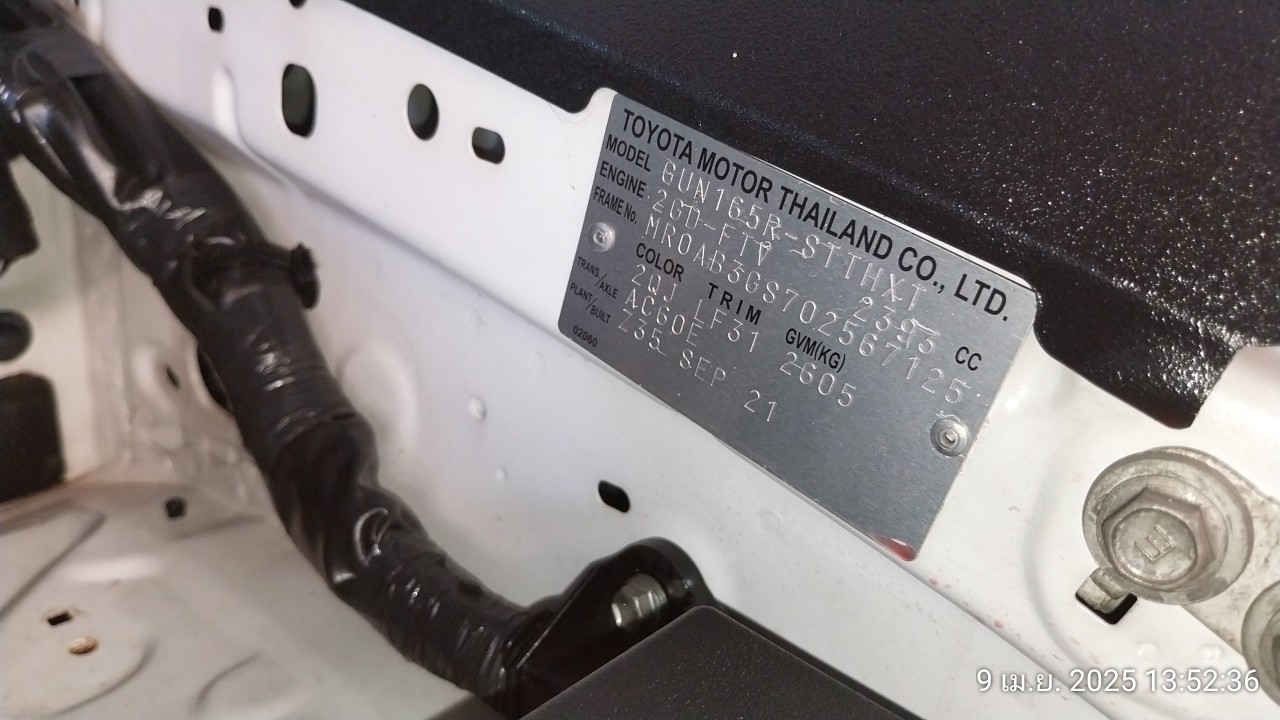 TOYOTA MOTOR THAILAND CO., LTD.
MODEL GUN165R-STTHXT
ENGINE 2GD-FTV 2393 CC
FRAME No. MR0AB3GS702567125
COLOR TRIM GVM(KG)
2QJ LF31 2605
TRANS/AXLE AC60E
PLANT/BUILT Z35 SEP 21
02060
E
9 เม.ย. 2025 13:52:36